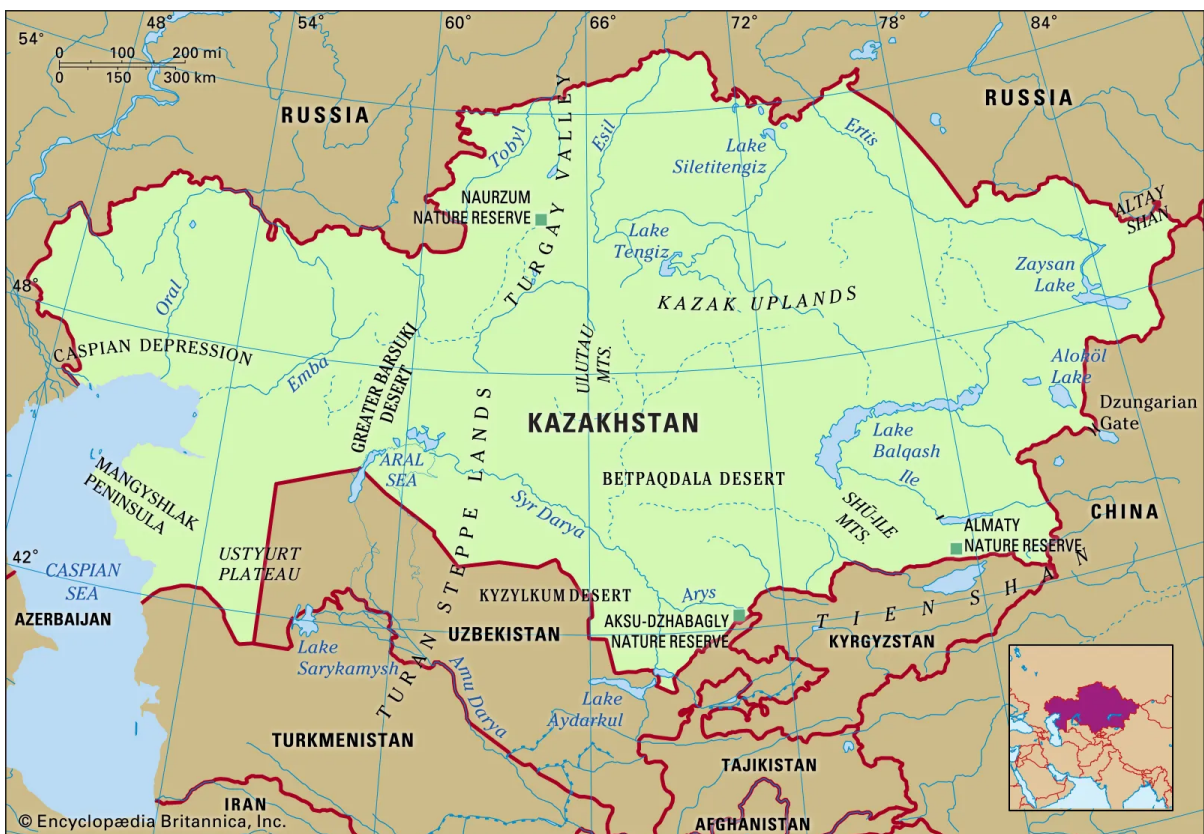 48°
54°
60°
66
72°
78°
84°
54°
0 100 200 mi
0 150 300 km
RUSSIA
RUSSIA
TURGAY VALLEY
Tobyl
Esil
Ertis
Lake
Siletitengiz
NAURZUM
NATURE RESERVE
ALTAY
SHAN
Lake
Tengiz
Zaysan
Lake
48°
Oral
KAZAK UPLANDS
CASPIAN DEPRESSION
Emba
GREATER BARSUKI
DESERT
ULUTAU
MTS.
Aloköl
Lake
Dzungarian
Gate
KAZAKHSTAN
Lake
Balqash
ARAL
SEA
MANGYSHLAK
PENINSULA
BETPAQDALA DESERT
Ile
Syr Darya
SHŪ-ILE
MTS.
CHINA
ALMATY
NATURE RESERVE
42°
USTYURT
PLATEAU
CASPIAN
SEA
TURAN STEPPE LANDS
KYZYLKUM DESERT
Arys
AZERBAIJAN
UZBEKISTAN
AKSU-DZHABAGLY
NATURE RESERVE
TIEN SHAN
KYRGYZSTAN
Lake
Sarykamysh
Amu Darya
Lake
Aydarkul
TURKMENISTAN
TAJIKISTAN
IRAN
AFGHANISTAN
© Encyclopædia Britannica, Inc.